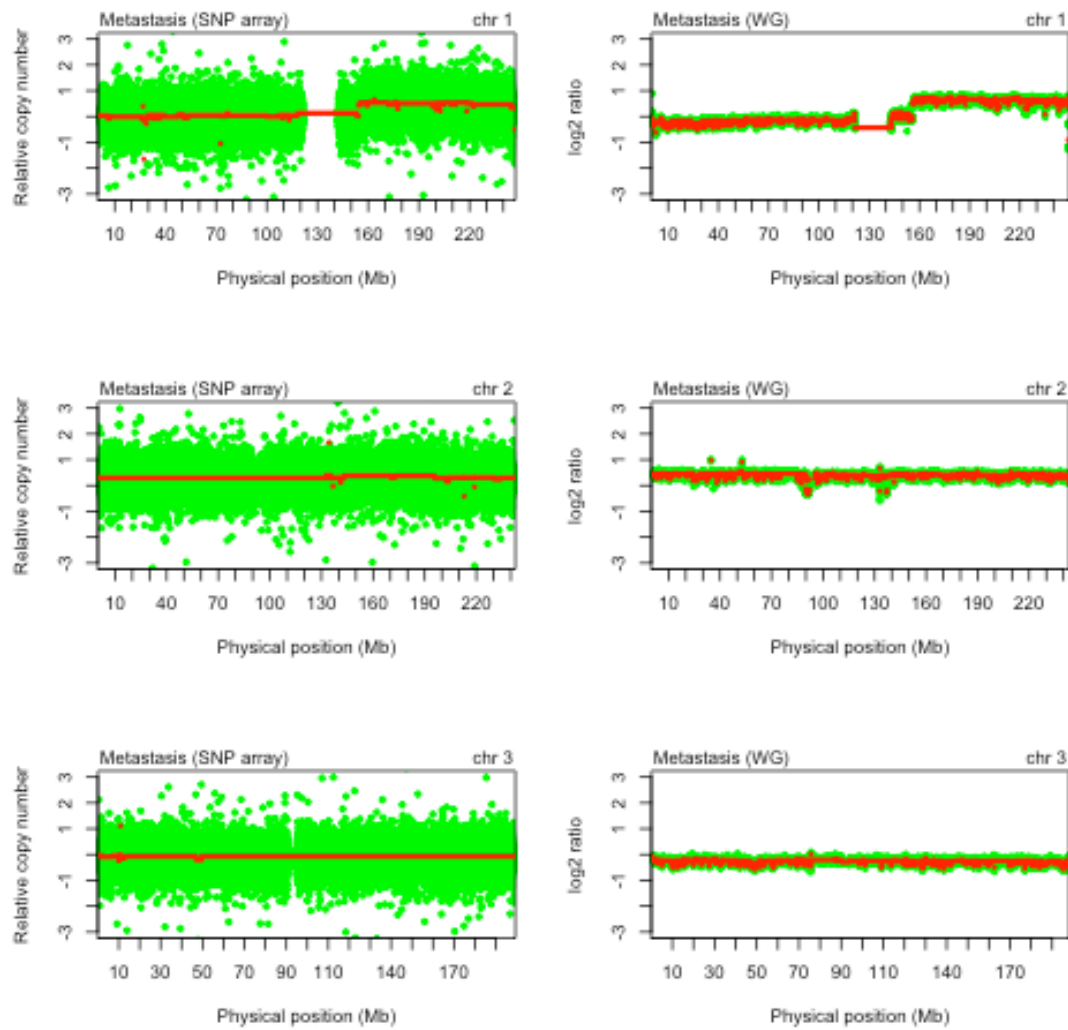 Metastasis (SNP array) chr 1
Relative copy number
3
2
1
-1
-3
10 40 70 100 130 160 190 220
Physical position (Mb)
Metastasis (WG) chr 1
log2 ratio
3
2
1
-1
-3
10 40 70 100 130 160 190 220
Physical position (Mb)
Metastasis (SNP array) chr 2
Relative copy number
3
2
1
-1
-3
10 40 70 100 130 160 190 220
Physical position (Mb)
Metastasis (WG) chr 2
log2 ratio
3
2
1
-1
-3
10 40 70 100 130 160 190 220
Physical position (Mb)
Metastasis (SNP array) chr 3
Relative copy number
3
2
1
-1
-3
10 30 50 70 90 110 140 170
Physical position (Mb)
Metastasis (WG) chr 3
log2 ratio
3
2
1
-1
-3
10 30 50 70 90 110 140 170
Physical position (Mb)